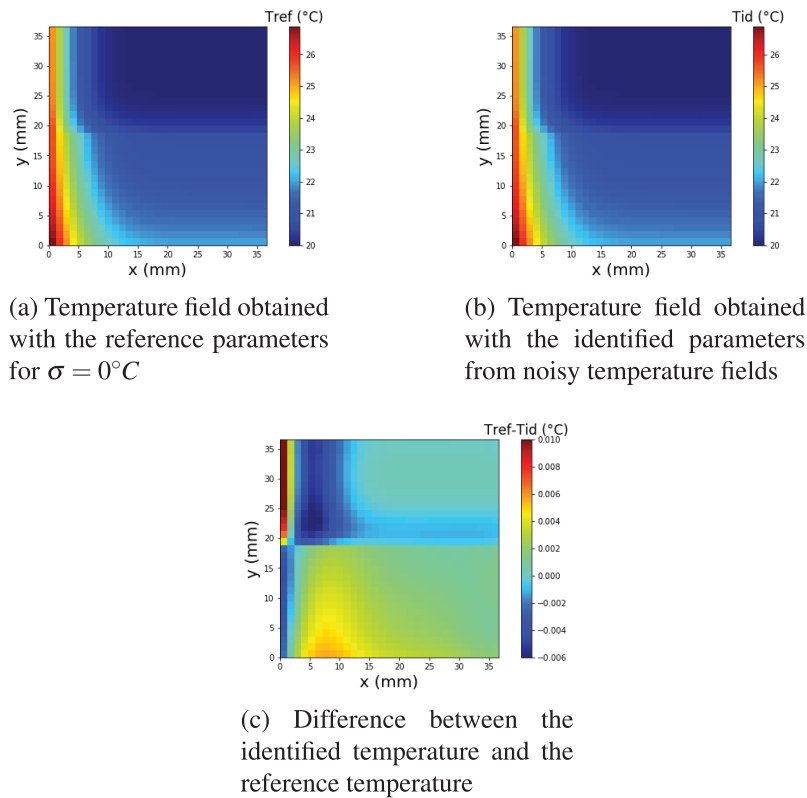 Tref (°C)
35
30
25
20
15
10
5
0
y (mm)
0 5 10 15 20 25 30 35
x (mm)
26
25
24
23
22
21
20
Tid (°C)
35
30
25
20
15
10
5
0
y (mm)
0 5 10 15 20 25 30 35
x (mm)
26
25
24
23
22
21
20
(a) Temperature field obtained
with the reference parameters
for σ = 0°C
(b) Temperature field obtained
with the identified parameters
from noisy temperature fields
Tref-Tid (°C)
35
30
25
20
15
10
5
0
y (mm)
0 5 10 15 20 25 30 35
x (mm)
0.010
0.008
0.006
0.004
0.002
0.000
−0.002
−0.004
−0.006
(c) Difference between the
identified temperature and the
reference temperature